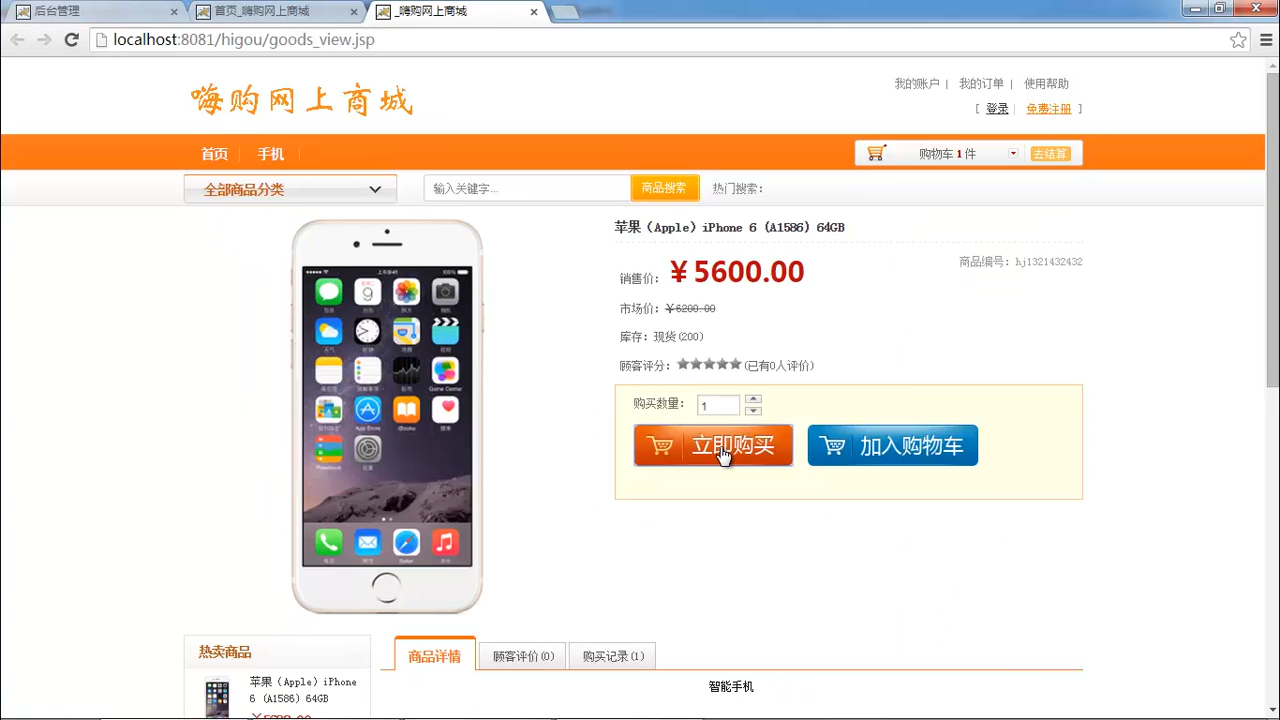 后台管理
首页_嗨购网上商城
_嗨购网上商城
localhost:8081/higou/goods_view.jsp
嗨购网上商城
我的账户| 我的订单| 使用帮助
[ 登录| 免费注册 ]
首页 手机
购物车 1 件 去结算
全部商品分类
输入关键字...
商品搜索
热门搜索:
苹果（Apple）iPhone 6 (A1586) 64GB
销售价: ￥5600.00
商品编号: hj1321432432
市场价: ￥6200.00
库存: 现货(200)
顾客评分: ★★★★★(已有0人评价)
购买数量: 1
立即购买
加入购物车
热卖商品
商品详情
顾客评价(0)
购买记录(1)
苹果（Apple）iPhone
6 (A1586) 64GB
智能手机